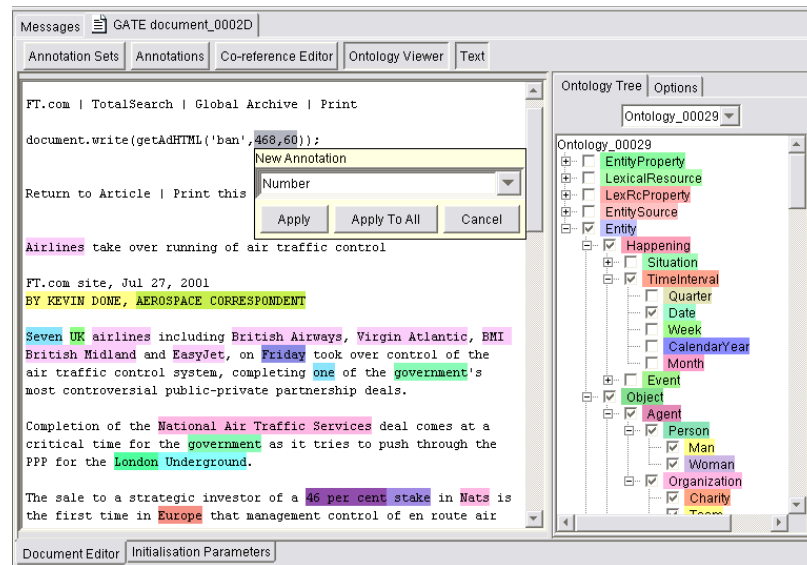 Messages GATE document_0002D
Annotation Sets Annotations Co-reference Editor Ontology Viewer Text
FT.com | TotalSearch | Global Archive | Print
document.write(getAdHTML('ban',468,60));
New Annotation
Number
Return to Article | Print this
Apply Apply To All Cancel
Airlines take over running of air traffic control
FT.com site, Jul 27, 2001
BY KEVIN DONE, AEROSPACE CORRESPONDENT
Seven UK airlines including British Airways, Virgin Atlantic, BMI
British Midland and EasyJet, on Friday took over control of the
air traffic control system, completing one of the government's
most controversial public-private partnership deals.
Completion of the National Air Traffic Services deal comes at a
critical time for the government as it tries to push through the
PPP for the London Underground.
The sale to a strategic investor of a 46 per cent stake in Nats is
the first time in Europe that management control of en route air
Ontology Tree Options
Ontology_00029
Ontology_00029
EntityProperty
LexicalResource
LexRcProperty
EntitySource
Entity
Happening
Situation
TimeInterval
Quarter
Date
Week
CalendarYear
Month
Event
Object
Agent
Person
Man
Woman
Organization
Charity
Team
Document Editor Initialisation Parameters